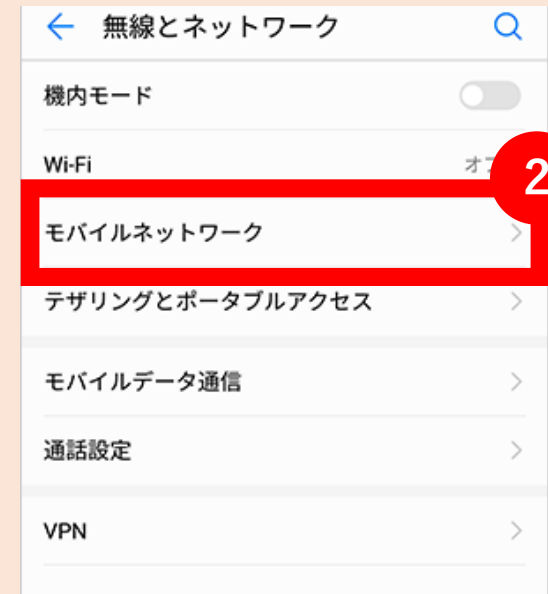 無線とネットワーク
機内モード
Wi-Fi
2
モバイルネットワーク
テザリングとポータブルアクセス
モバイルデータ通信
通話設定
VPN